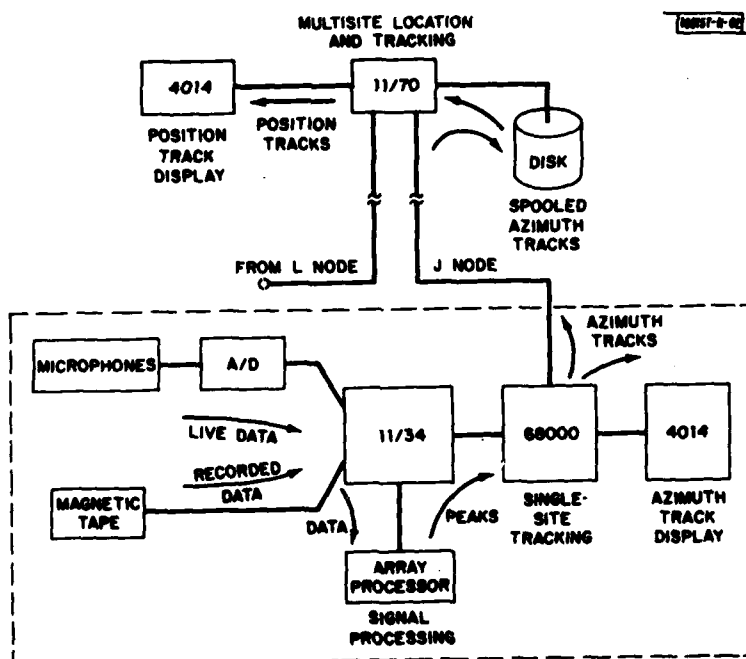 MULTISITE LOCATION
AND TRACKING
4014
11/70
POSITION
TRACKS
POSITION
TRACK
DISPLAY
DISK
SPOOLED
AZIMUTH
TRACKS
FROM L NODE
J NODE
AZIMUTH
TRACKS
MICROPHONES
A/D
LIVE DATA
11/34
68000
4014
RECORDED
DATA
MAGNETIC
TAPE
DATA
PEAKS
SINGLE-
SITE
TRACKING
AZIMUTH
TRACK
DISPLAY
ARRAY
PROCESSOR
SIGNAL
PROCESSING